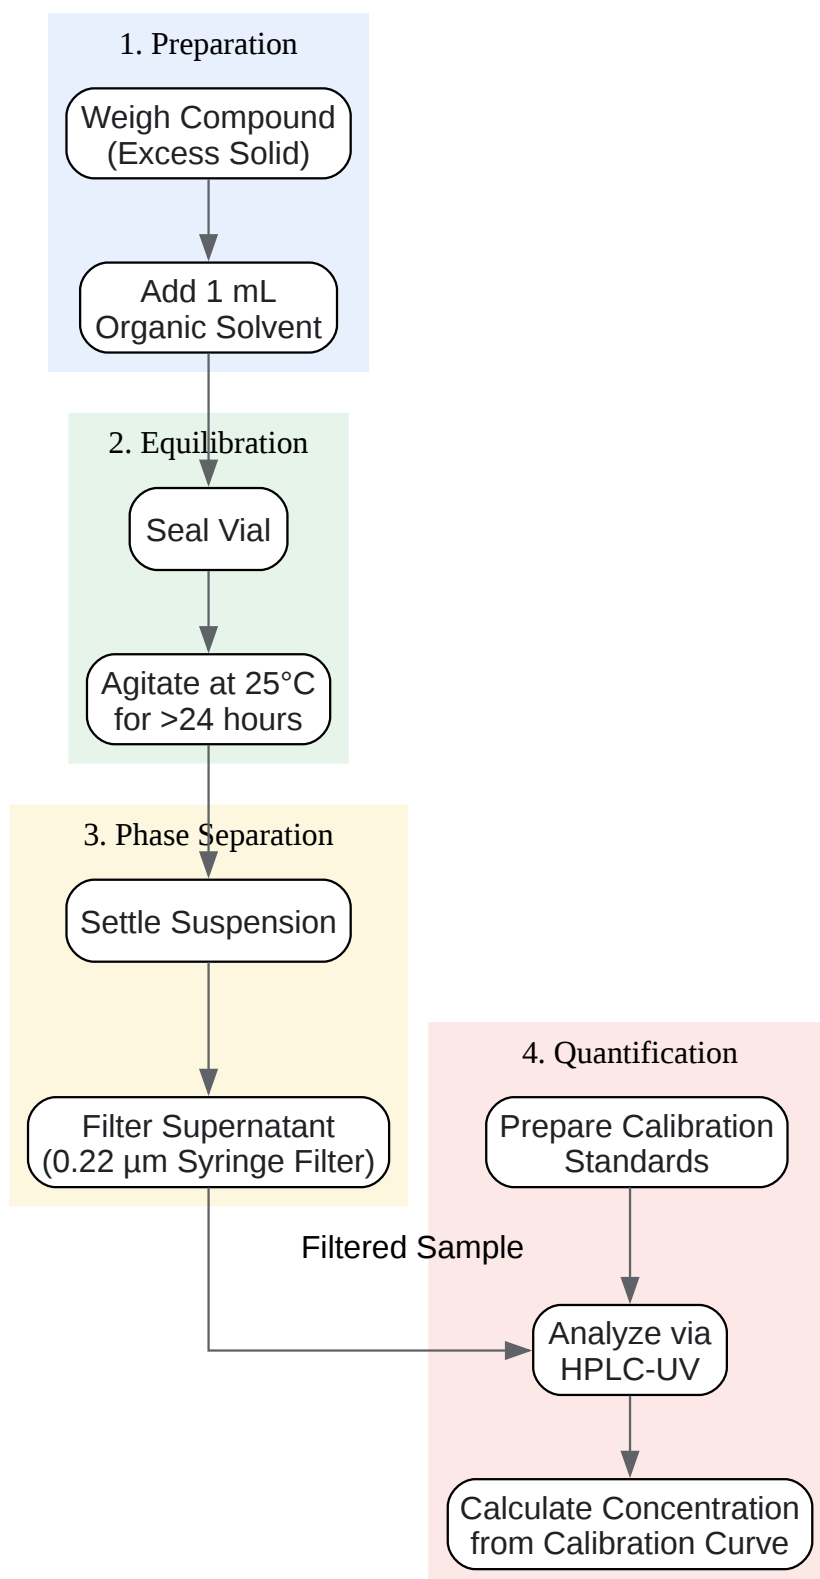 1. Preparation
Weigh Compound
(Excess Solid)
Add 1 mL
Organic Solvent
2. Equilibration
Seal Vial
Agitate at 25°C
for >24 hours
3. Phase Separation
Settle Suspension
Filter Supernatant
(0.22 µm Syringe Filter)
Filtered Sample
4. Quantification
Prepare Calibration
Standards
Analyze via
HPLC-UV
Calculate Concentration
from Calibration Curve